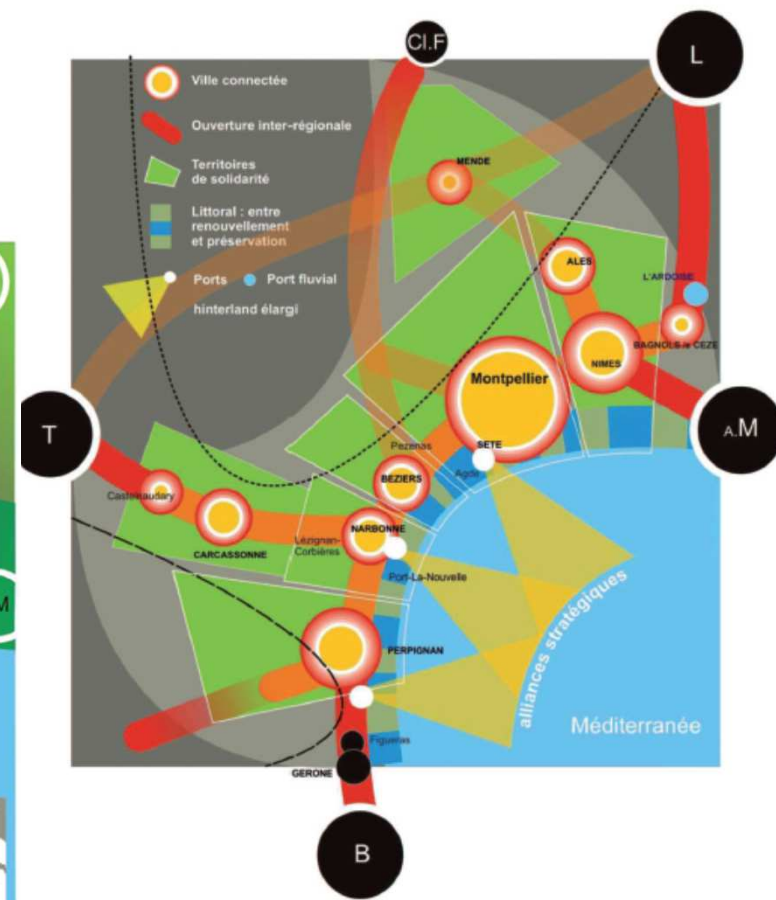 Cl.F
L
Ville connectée
Ouverture inter-régionale
Territoires
de solidarité
Littoral : entre
renouvellement
et préservation
Ports
Port fluvial
hinterland élargi
MENDE
ALES
L'ARDOISE
BAGNOLS-le CEZE
NIMES
Montpellier
T
A.M
SETE
Pezenas
Agde
BEZIERS
Castelnaudary
CARCASSONNE
NARBONNE
Lézignan-
Corbières
Port-La-Nouvelle
M
PERPIGNAN
alliances stratégiques
Méditerranée
Figueras
GERONE
B